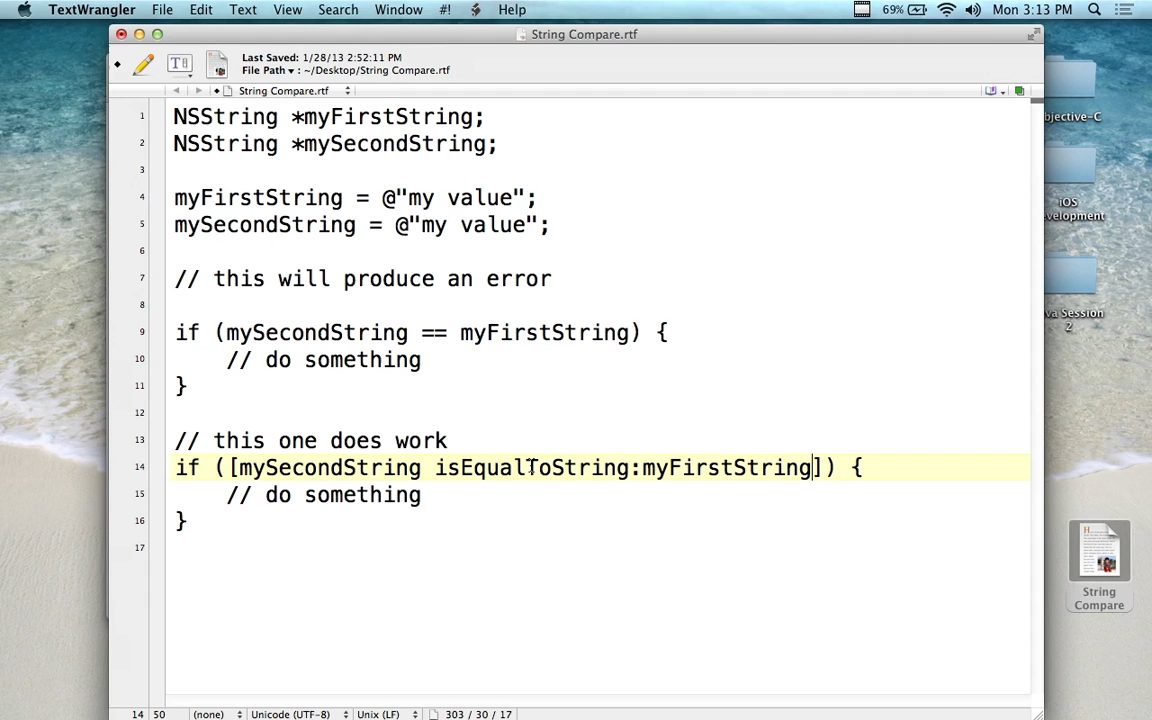 TextWrangler File Edit Text View Search Window #! Help 69% Mon 3:13 PM
String Compare.rtf
Last Saved: 1/28/13 2:52:11 PM
File Path ▾ : ~/Desktop/String Compare.rtf
String Compare.rtf
1 NSString *myFirstString;
2 NSString *mySecondString;
3
4 myFirstString = @"my value";
5 mySecondString = @"my value";
6
7 // this will produce an error
8
9 if (mySecondString == myFirstString) {
10 // do something
11 }
12
13 // this one does work
14 if ([mySecondString isEqualToString:myFirstString]) {
15 // do something
16 }
17
bjective-C
iOS
evelopment
va Session
2
String
Compare
14 50 (none) Unicode (UTF-8) Unix (LF) 303 / 30 / 17